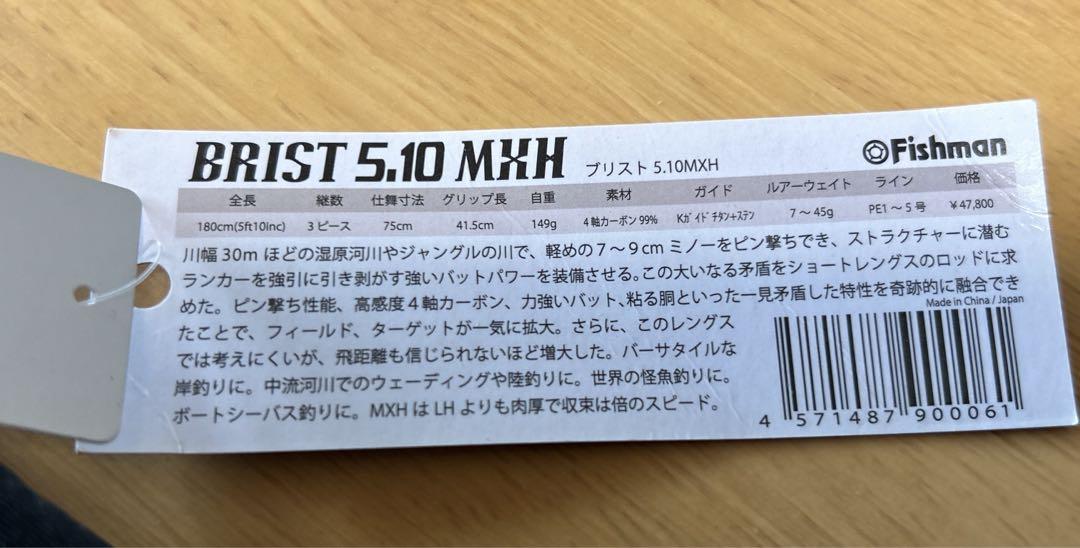 BRIST 5.10 MXH ブリスト 5.10MXH Fishman
全長 継数 仕舞寸法 グリップ長 自重 素材 ガイド ルアーウェイト ライン 価格
180cm(5ft10inc) 3ピース 75cm 41.5cm 149g 4軸カーボン99% Kガイドチタン+ステン 7〜45g PE1〜5号 ¥47,800
川幅30mほどの湿原河川やジャングルの川で、軽めの7〜9cmミノーをピン撃ちでき、ストラクチャーに潜む
ランカーを強引に引き剥がす強いバットパワーを装備させる。この大いなる矛盾をショートレングスのロッドに求
めた。ピン撃ち性能、高感度4軸カーボン、力強いバット、粘る胴といった一見矛盾した特性を奇跡的に融合でき
Made in China / Japan
たことで、フィールド、ターゲットが一気に拡大。さらに、このレングス
では考えにくいが、飛距離も信じられないほど増大した。バーサタイルな
岸釣りに。中流河川でのウェーディングや陸釣りに。世界の怪魚釣りに。
ボートシーバス釣りに。MXHはLHよりも肉厚で収束は倍のスピード。
4 571487 900061